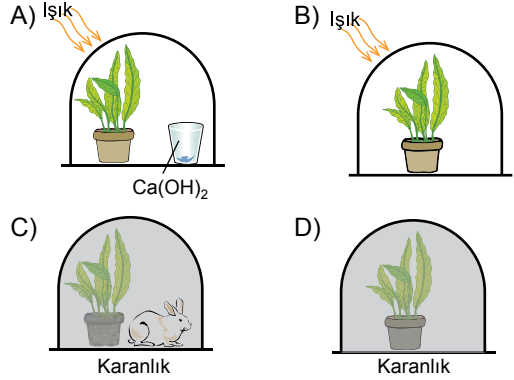 A)
Işık
Ca(OH)₂
B)
Işık
C)
Karanlık
D)
Karanlık